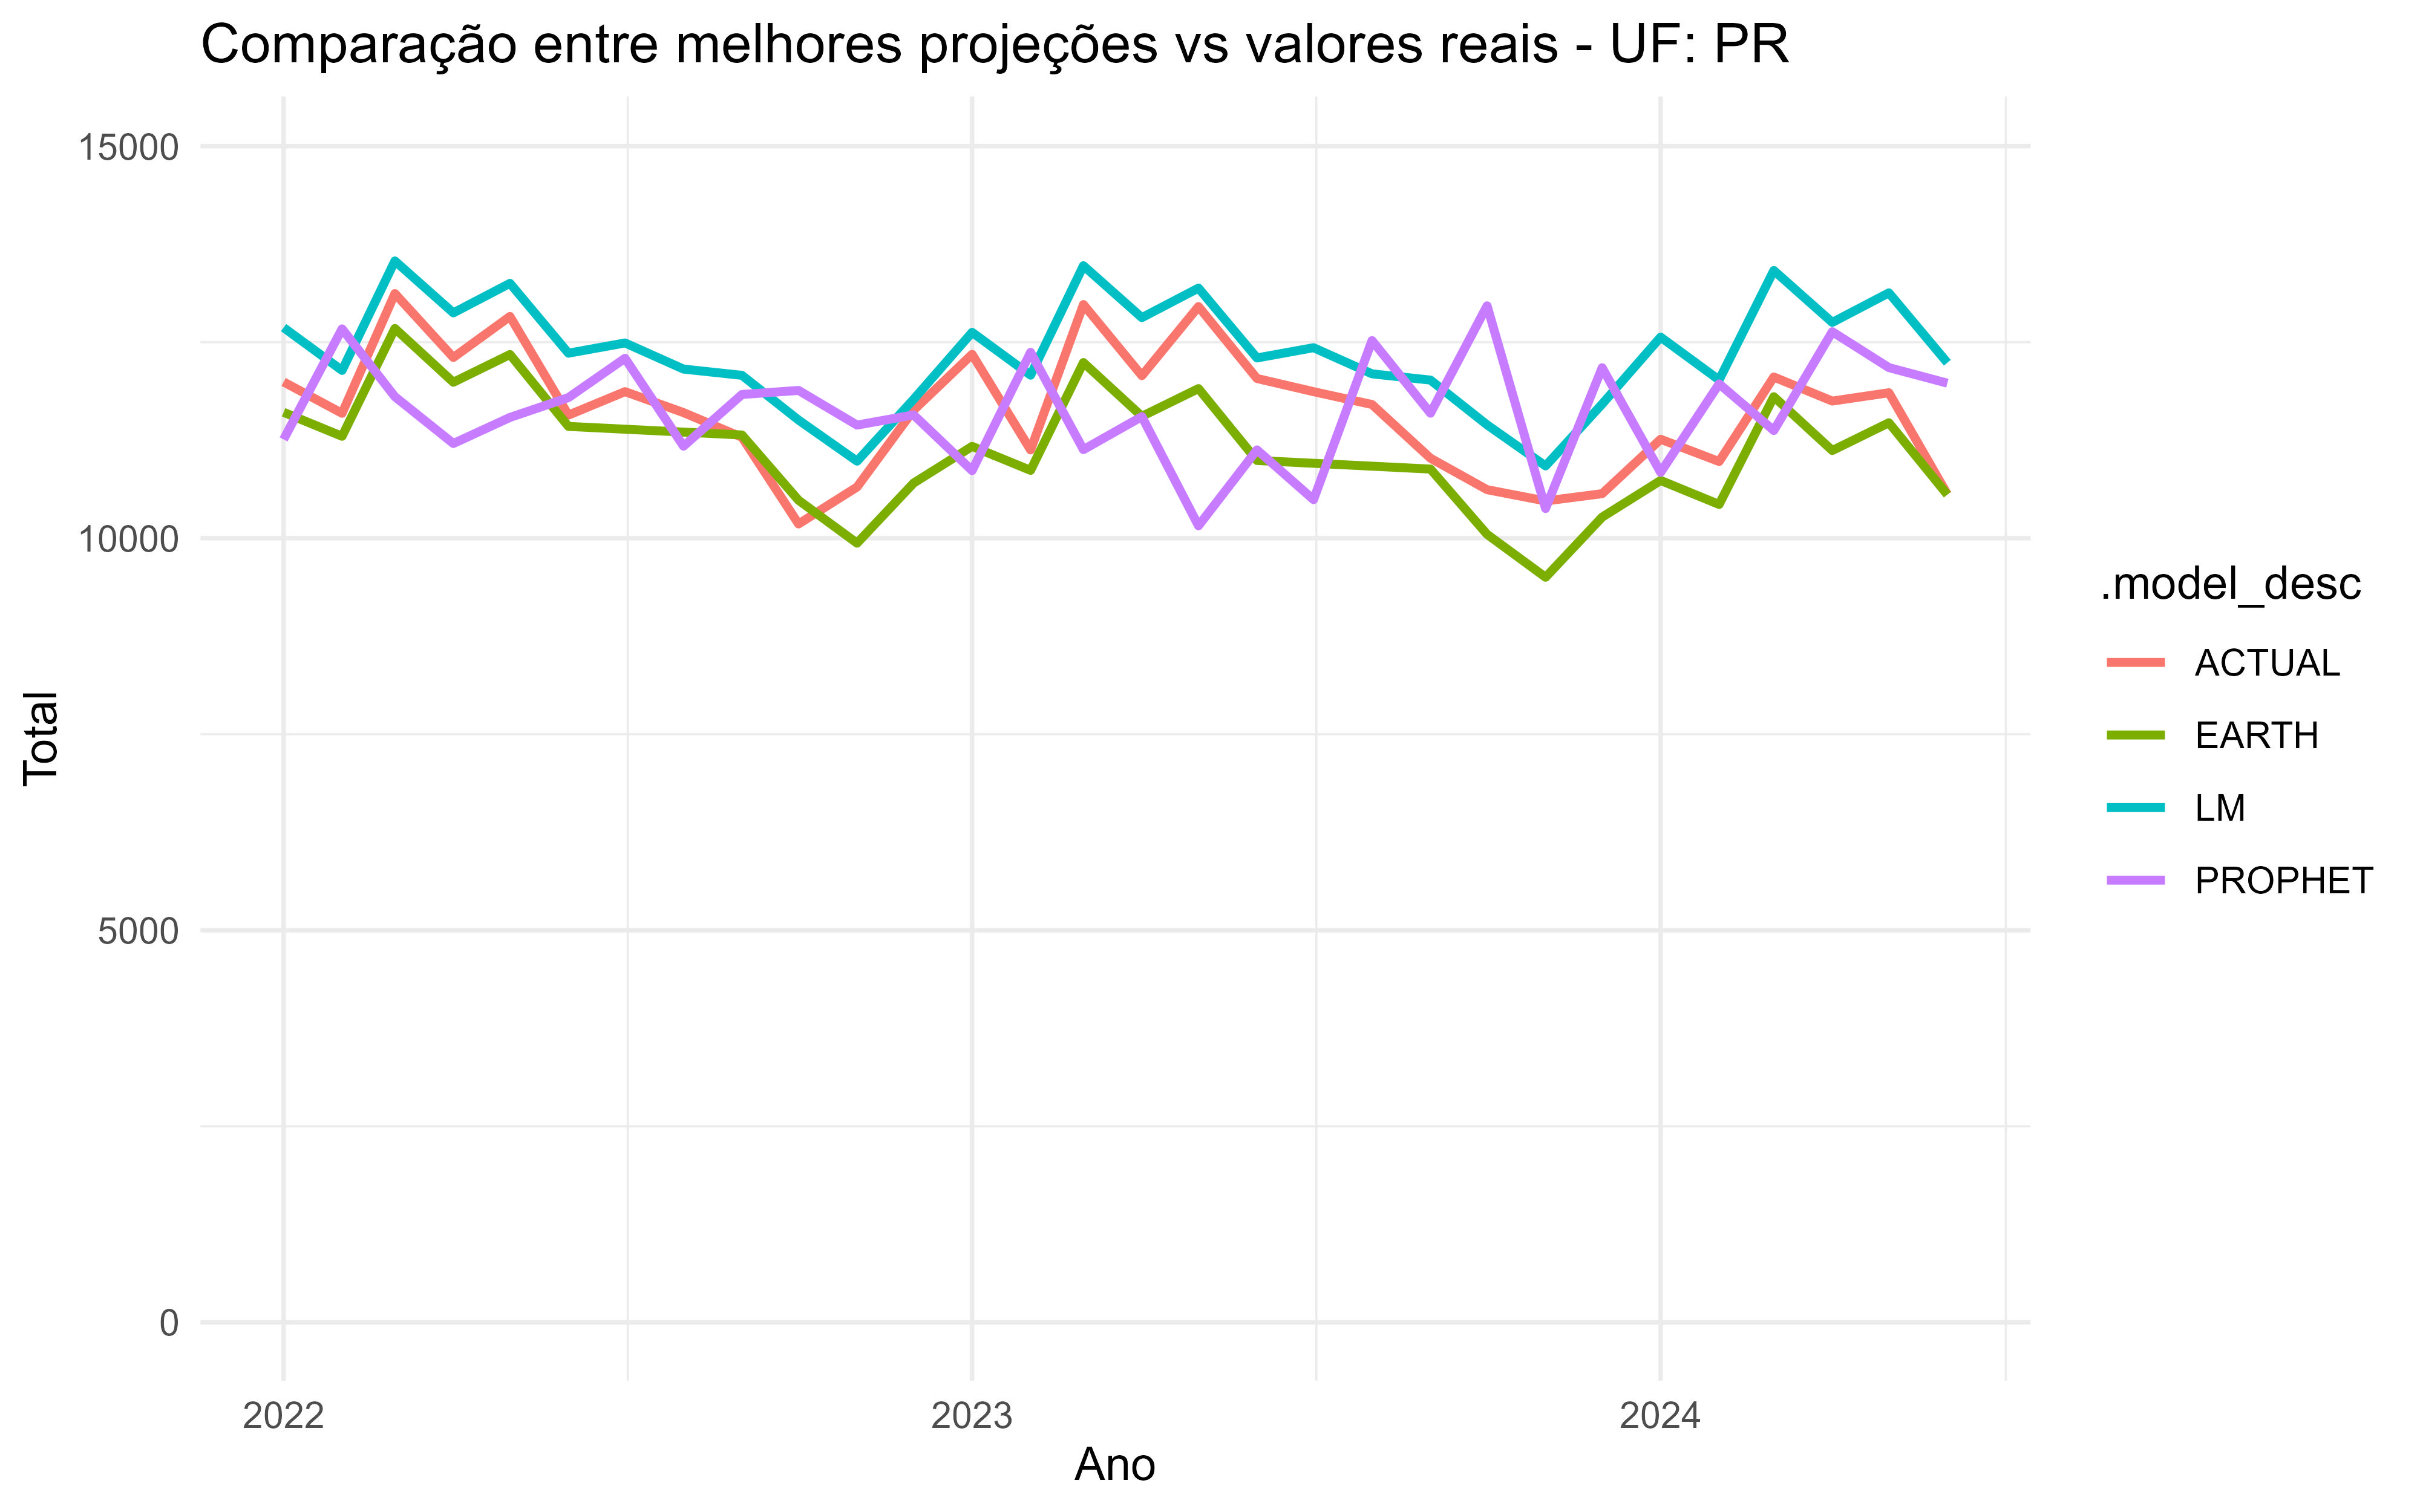 Comparação entre melhores projeções vs valores reais - UF: PR
15000
10000
5000
0
Total
2022
2023
2024
Ano
.model_desc
ACTUAL
EARTH
LM
PROPHET